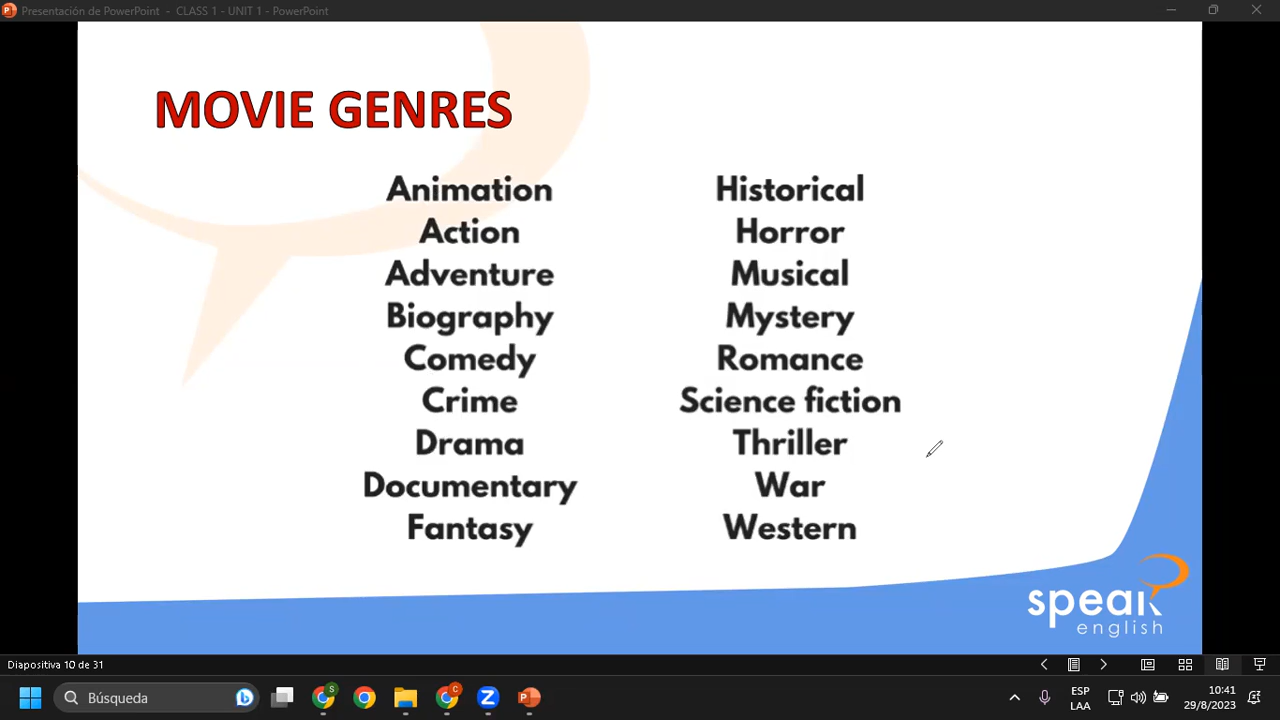 Presentación de PowerPoint - CLASS 1 - UNIT 1 - PowerPoint
MOVIE GENRES
Animation
Action
Adventure
Biography
Comedy
Crime
Drama
Documentary
Fantasy
Historical
Horror
Musical
Mystery
Romance
Science fiction
Thriller
War
Western
speak
english
Diapositiva 10 de 31
Búsqueda
ESP
LAA
10:41
29/8/2023